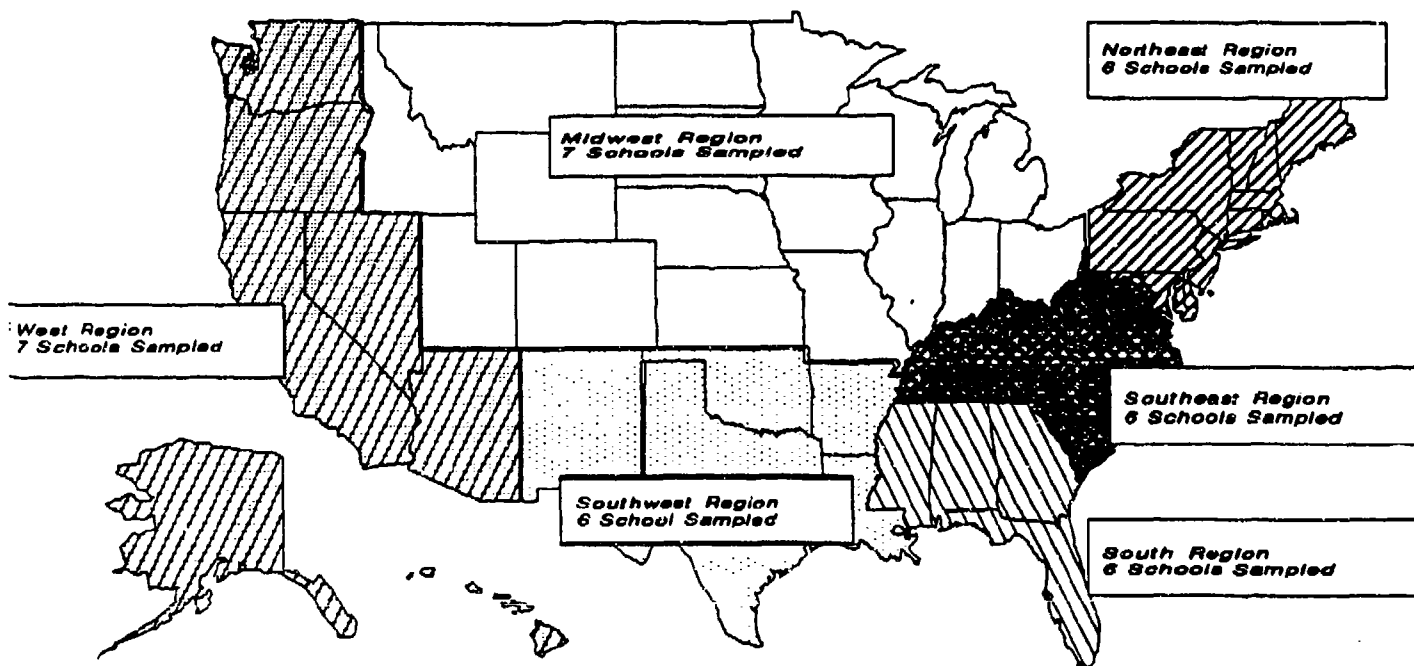 Northeast Region
6 Schools Sampled
Midwest Region
7 Schools Sampled
West Region
7 Schools Sampled
Southeast Region
6 Schools Sampled
Southwest Region
6 School Sampled
South Region
6 Schools Sampled